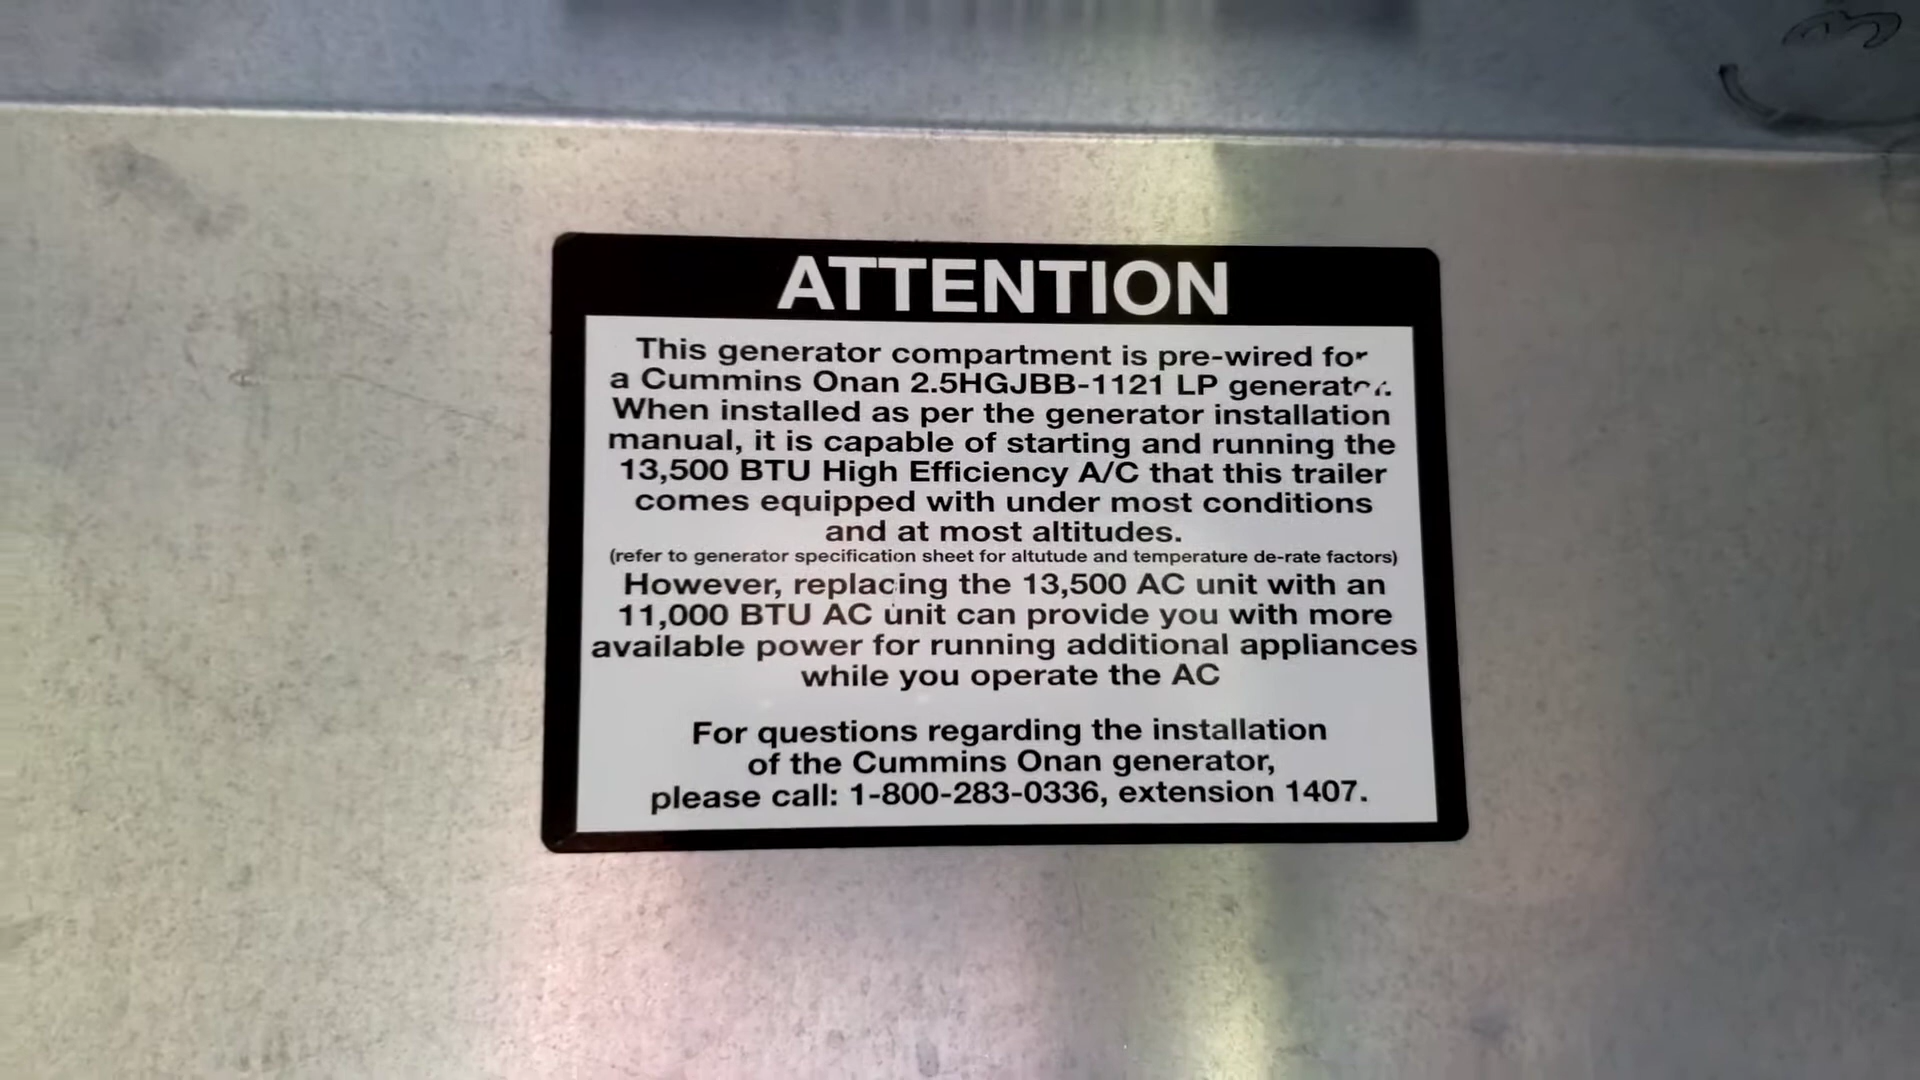 ATTENTION
This generator compartment is pre-wired for
a Cummins Onan 2.5HGJBB-1121 LP generator.
When installed as per the generator installation
manual, it is capable of starting and running the
13,500 BTU High Efficiency A/C that this trailer
comes equipped with under most conditions
and at most altitudes.
(refer to generator specification sheet for altutude and temperature de-rate factors)
However, replacing the 13,500 AC unit with an
11,000 BTU AC unit can provide you with more
available power for running additional appliances
while you operate the AC
For questions regarding the installation
of the Cummins Onan generator,
please call: 1-800-283-0336, extension 1407.